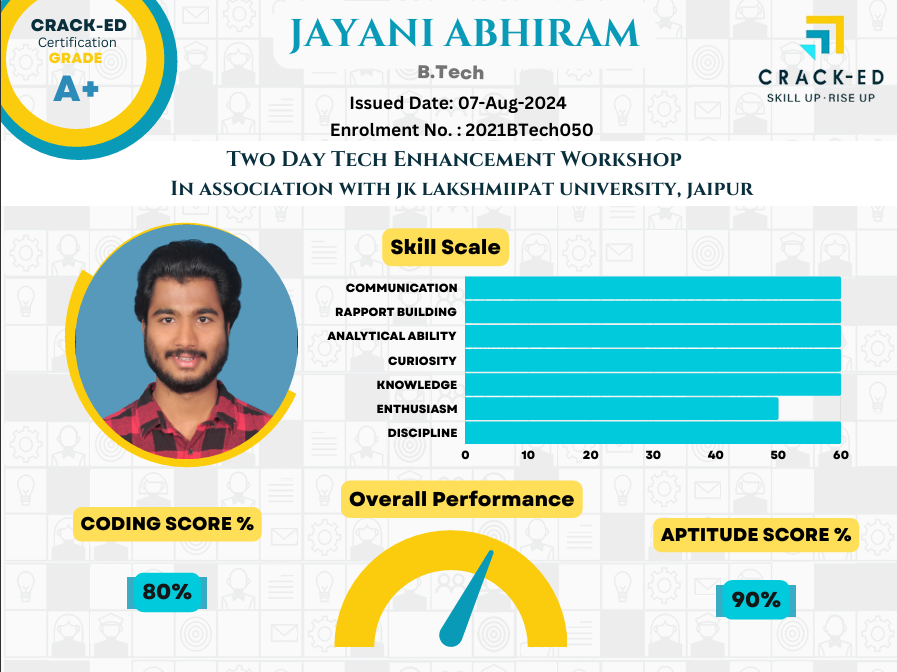 CRACK-ED
Certification
GRADE
A+
JAYANI ABHIRAM
B.Tech
Issued Date: 07-Aug-2024
Enrolment No. : 2021BTech050
CRACK-ED
SKILL UP·RISE UP
TWO DAY TECH ENHANCEMENT WORKSHOP
IN ASSOCIATION WITH JK LAKSHMIIPAT UNIVERSITY, JAIPUR
Skill Scale
COMMUNICATION
RAPPORT BUILDING
ANALYTICAL ABILITY
CURIOSITY
KNOWLEDGE
ENTHUSIASM
DISCIPLINE
0 10 20 30 40 50 60
Overall Performance
CODING SCORE %
80%
APTITUDE SCORE %
90%